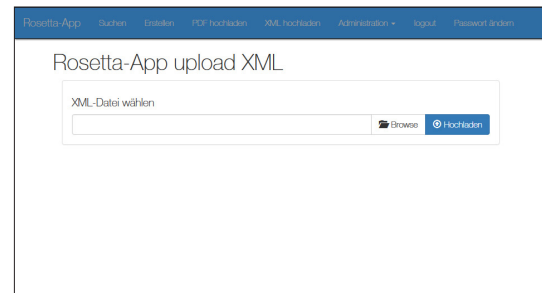 Rosetta-App Suchen Erstellen PDF hochladen XML hochladen Administration logout Passwort ändern
Rosetta-App upload XML
XML-Datei wählen
Browse Hochladen